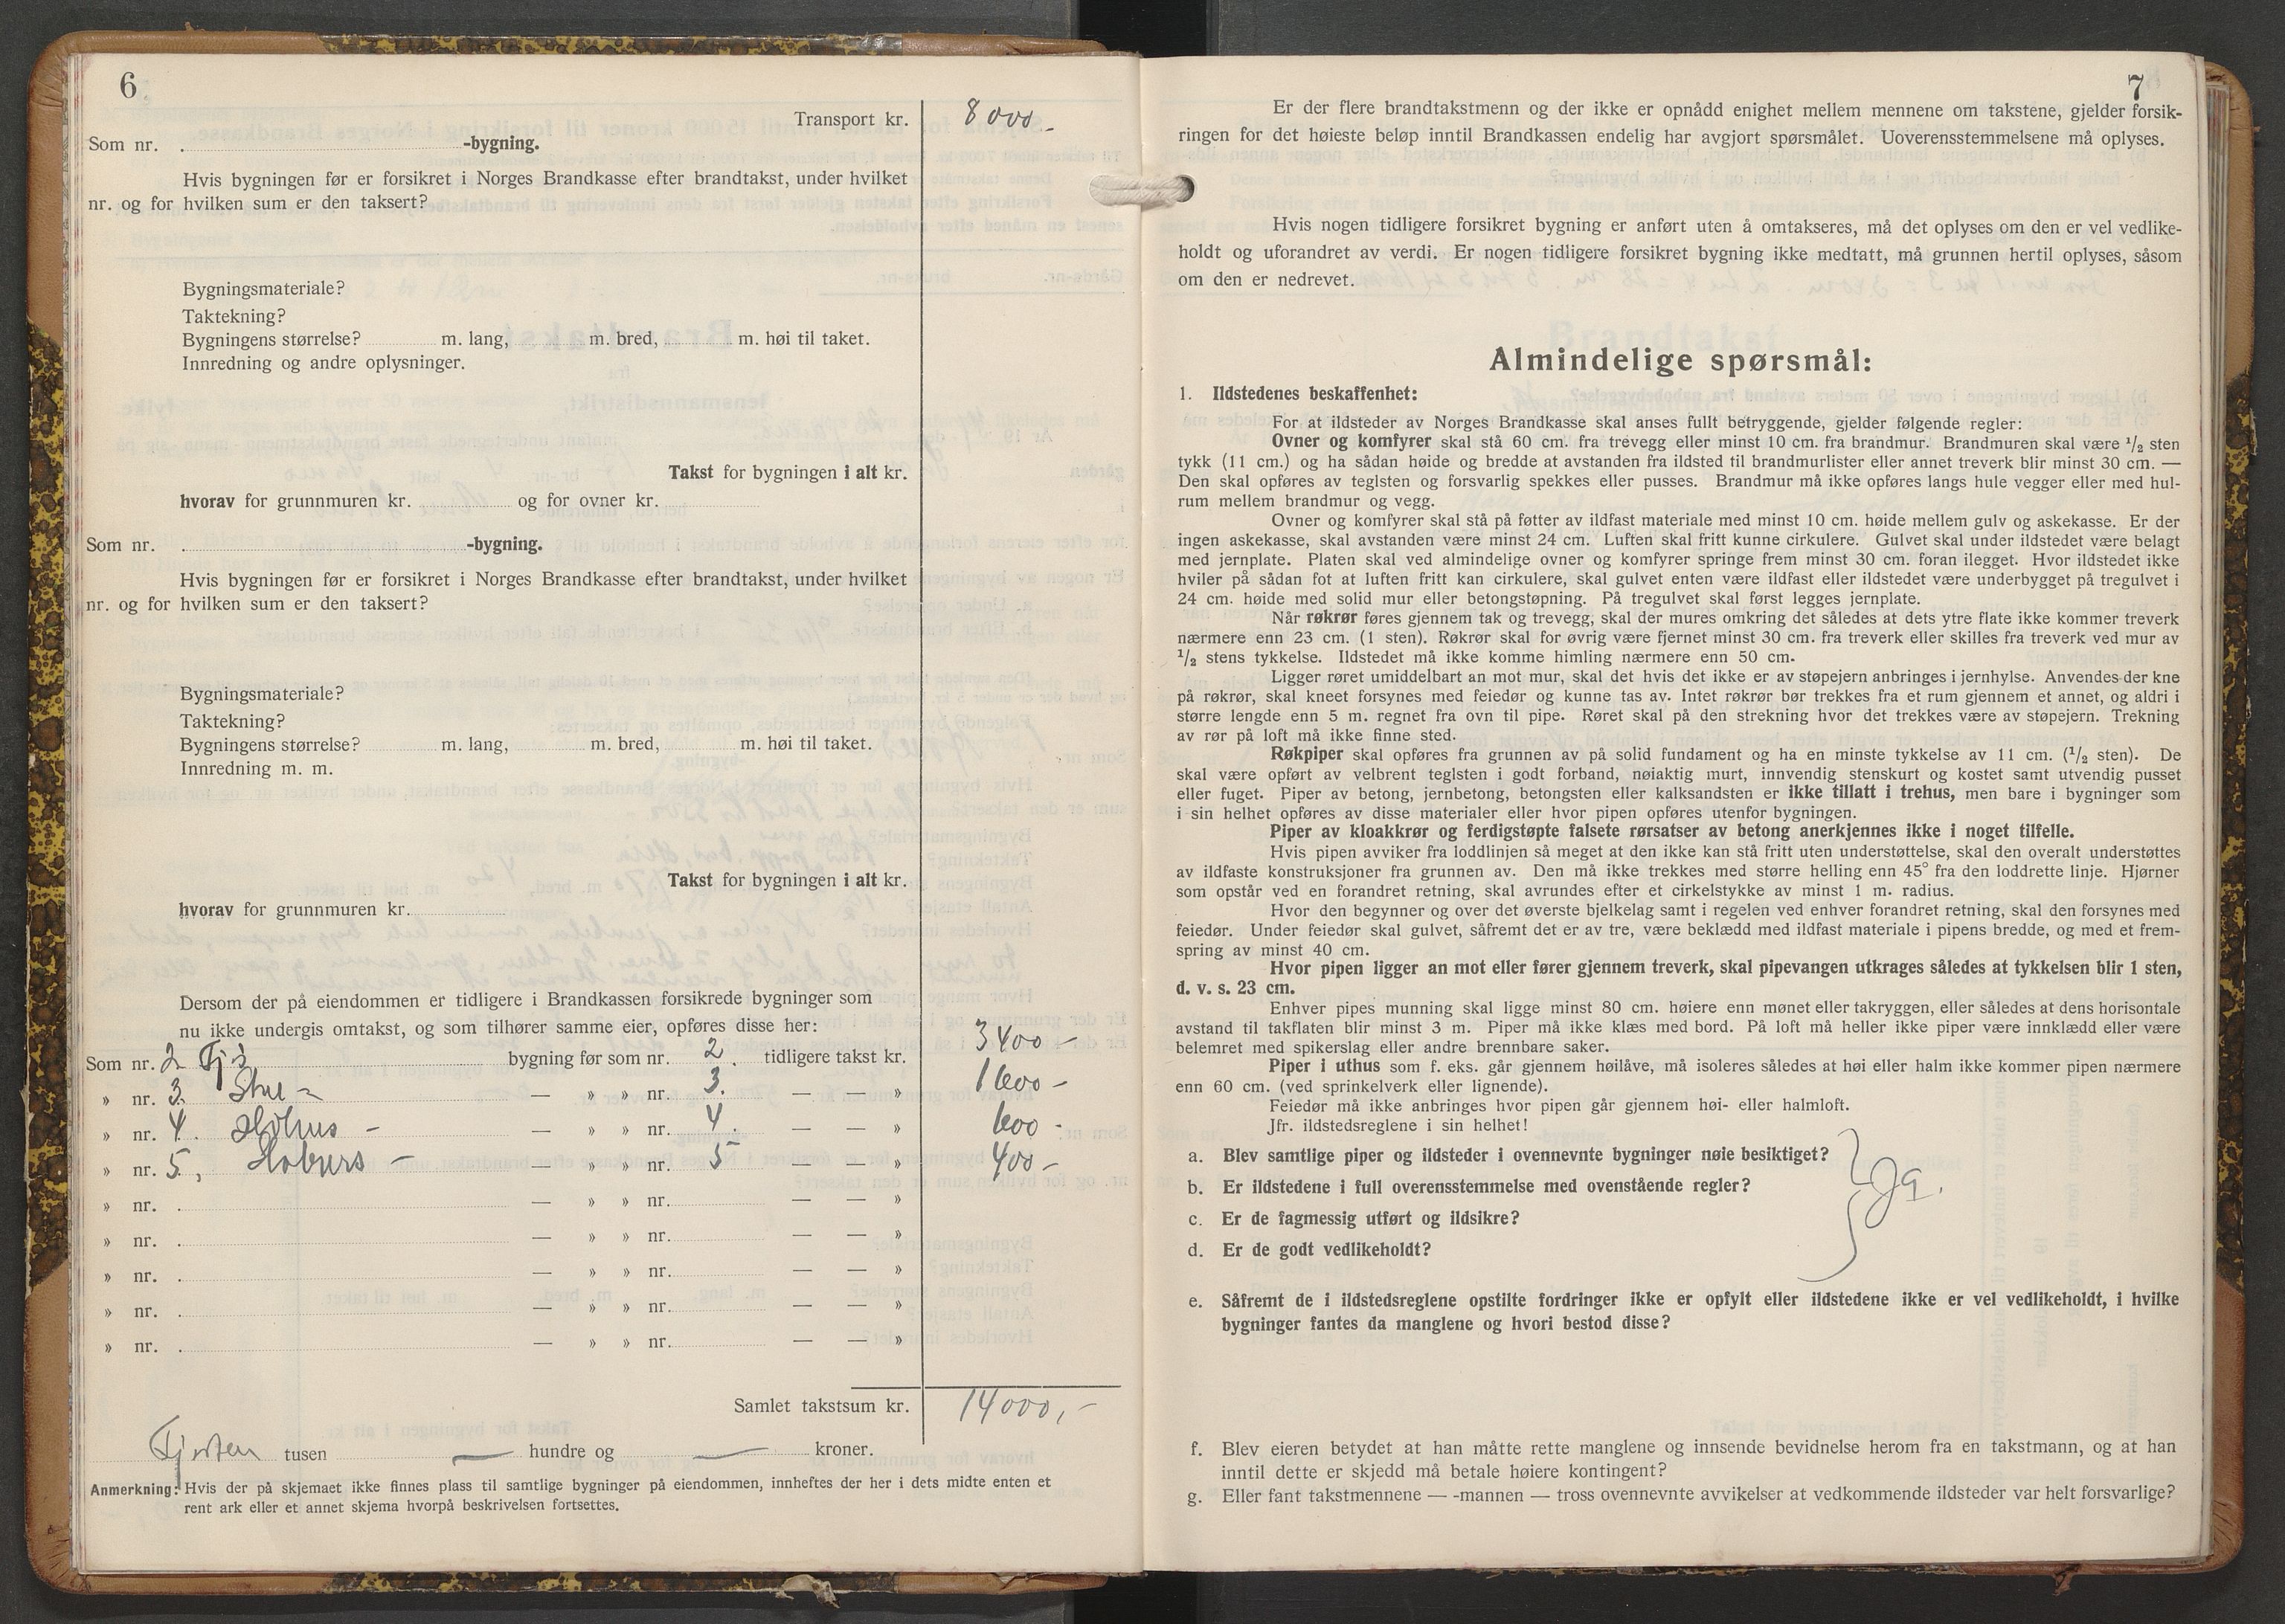 6
Transport kr. 8000-
Som nr. -bygning.
Hvis bygningen før er forsikret i Norges Brandkasse efter brandtakst, under hvilket
nr. og for hvilken sum er den taksert?
Bygningsmateriale?
Taktekning?
Bygningens størrelse? m. lang, m. bred, m. høi til taket.
Innredning og andre oplysninger.
Takst for bygningen i alt kr.
hvorav for grunnmuren kr. og for ovner kr.
Som nr. -bygning.
Hvis bygningen før er forsikret i Norges Brandkasse efter brandtakst, under hvilket
nr. og for hvilken sum er den taksert?
Bygningsmateriale?
Taktekning?
Bygningens størrelse? m. lang, m. bred, m. høi til taket.
Innredning m. m.
Takst for bygningen i alt kr.
hvorav for grunnmuren kr.
Dersom der på eiendommen er tidligere i Brandkassen forsikrede bygninger som
nu ikke undergis omtakst, og som tilhører samme eier, opføres disse her:
Som nr. 2 Fjøs bygning før som nr. 2. tidligere takst kr. 3400-
» nr. 3. Stue - — » » nr. 3. — — » 1600-
» nr. 4. - — » » nr. 4. — — » 600-
» nr. 5, - — » » nr. 5 — — » 400-
» nr. . — » » nr. — — »
» nr. . — » » nr. — — »
» nr. . — » » nr. — — »
» nr. . — » » nr. — — »
» nr. . — » » nr. — — »
Samlet takstsum kr. 14000,-
Fjorten tusen — hundre og — kroner.
Anmerkning: Hvis der på skjemaet ikke finnes plass til samtlige bygninger på eiendommen, innheftes der her i dets midte enten et
rent ark eller et annet skjema hvorpå beskrivelsen fortsettes.
7
Er der flere brandtakstmenn og der ikke er opnådd enighet mellem mennene om takstene, gjelder forsik-
ringen for det høieste beløp inntil Brandkassen endelig har avgjort spørsmålet. Uoverensstemmelsene må oplyses.
Hvis nogen tidligere forsikret bygning er anført uten å omtakseres, må det oplyses om den er vel vedlike-
holdt og uforandret av verdi. Er nogen tidligere forsikret bygning ikke medtatt, må grunnen hertil oplyses, såsom
om den er nedrevet.
Almindelige spørsmål:
1. Ildstedenes beskaffenhet:
For at ildsteder av Norges Brandkasse skal anses fullt betryggende, gjelder følgende regler:
Ovner og komfyrer skal stå 60 cm. fra trevegg eller minst 10 cm. fra brandmur. Brandmuren skal være 1/2 sten
tykk (11 cm.) og ha sådan høide og bredde at avstanden fra ildsted til brandmurlister eller annet treverk blir minst 30 cm. —
Den skal opføres av teglsten og forsvarlig spekkes eller pusses. Brandmur må ikke opføres langs hule vegger eller med hul-
rum mellem brandmur og vegg.
Ovner og komfyrer skal stå på føtter av ildfast materiale med minst 10 cm. høide mellem gulv og askekasse. Er der
ingen askekasse, skal avstanden være minst 24 cm. Luften skal fritt kunne cirkulere. Gulvet skal under ildstedet være belagt
med jernplate. Platen skal ved almindelige ovner og komfyrer springe frem minst 30 cm. foran ilegget. Hvor ildstedet ikke
hviler på sådan fot at luften fritt kan cirkulere, skal gulvet enten være ildfast eller ildstedet være underbygget på tregulvet i
24 cm. høide med solid mur eller betongstøpning. På tregulvet skal først legges jernplate.
Når røkrør føres gjennem tak og trevegg, skal der mures omkring det således at dets ytre flate ikke kommer treverk
nærmere enn 23 cm. (1 sten). Røkrør skal for øvrig være fjernet minst 30 cm. fra treverk eller skilles fra treverk ved mur av
1/2 stens tykkelse. Ildstedet må ikke komme himling nærmere enn 50 cm.
Ligger røret umiddelbart an mot mur, skal det hvis det ikke er av støpejern anbringes i jernhylse. Anvendes der kne
på røkrør, skal kneet forsynes med feiedør og kunne tas av. Intet røkrør bør trekkes fra et rum gjennem et annet, og aldri i
større lengde enn 5 m. regnet fra ovn til pipe. Røret skal på den strekning hvor det trekkes være av støpejern. Trekning
av rør på loft må ikke finne sted.
Røkpiper skal opføres fra grunnen av på solid fundament og ha en minste tykkelse av 11 cm. (1/2 sten). De
skal være opført av velbrent teglsten i godt forband, nøiaktig murt, innvendig stenskurt og kostet samt utvendig pusset
eller fuget. Piper av betong, jernbetong, betongsten eller kalksandsten er ikke tillatt i trehus, men bare i bygninger som
i sin helhet opføres av disse materialer eller hvor pipen opføres utenfor bygningen.
Piper av kloakkrør og ferdigstøpte falsete rørsatser av betong anerkjennes ikke i noget tilfelle.
Hvis pipen avviker fra loddlinjen så meget at den ikke kan stå fritt uten understøttelse, skal den overalt understøttes
av ildfaste konstruksjoner fra grunnen av. Den må ikke trekkes med større helling enn 45° fra den loddrette linje. Hjørner
som opstår ved en forandret retning, skal avrundes efter et cirkelstykke av minst 1 m. radius.
Hvor den begynner og over det øverste bjelkelag samt i regelen ved enhver forandret retning, skal den forsynes med
feiedør. Under feiedør skal gulvet, såfremt det er av tre, være beklædd med ildfast materiale i pipens bredde, og med et frem-
spring av minst 40 cm.
Hvor pipen ligger an mot eller fører gjennem treverk, skal pipevangen utkrages således at tykkelsen blir 1 sten,
d. v. s. 23 cm.
Enhver pipes munning skal ligge minst 80 cm. høiere enn mønet eller takryggen, eller således at dens horisontale
avstand til takflaten blir minst 3 m. Piper må ikke klæs med bord. På loft må heller ikke piper være innklædd eller være
belemret med spikerslag eller andre brennbare saker.
Piper i uthus som f. eks. går gjennem høilåve, må isoleres således at høi eller halm ikke kommer pipen nærmere
enn 60 cm. (ved sprinkelverk eller lignende).
Feiedør må ikke anbringes hvor pipen går gjennem høi- eller halmloft.
Jfr. ildstedsreglene i sin helhet!
a. Blev samtlige piper og ildsteder i ovennevnte bygninger nøie besiktiget?
b. Er ildstedene i full overensstemmelse med ovenstående regler? Ja.
c. Er de fagmessig utført og ildsikre?
d. Er de godt vedlikeholdt?
e. Såfremt de i ildstedsreglene opstilte fordringer ikke er opfylt eller ildstedene ikke er vel vedlikeholdt, i hvilke
bygninger fantes da manglene og hvori bestod disse?
f. Blev eieren betydet at han måtte rette manglene og innsende bevidnelse herom fra en takstmann, og at han
inntil dette er skjedd må betale høiere kontingent?
g. Eller fant takstmennene — -mannen — tross ovennevnte avvikelser at vedkommende ildsteder var helt forsvarlige?